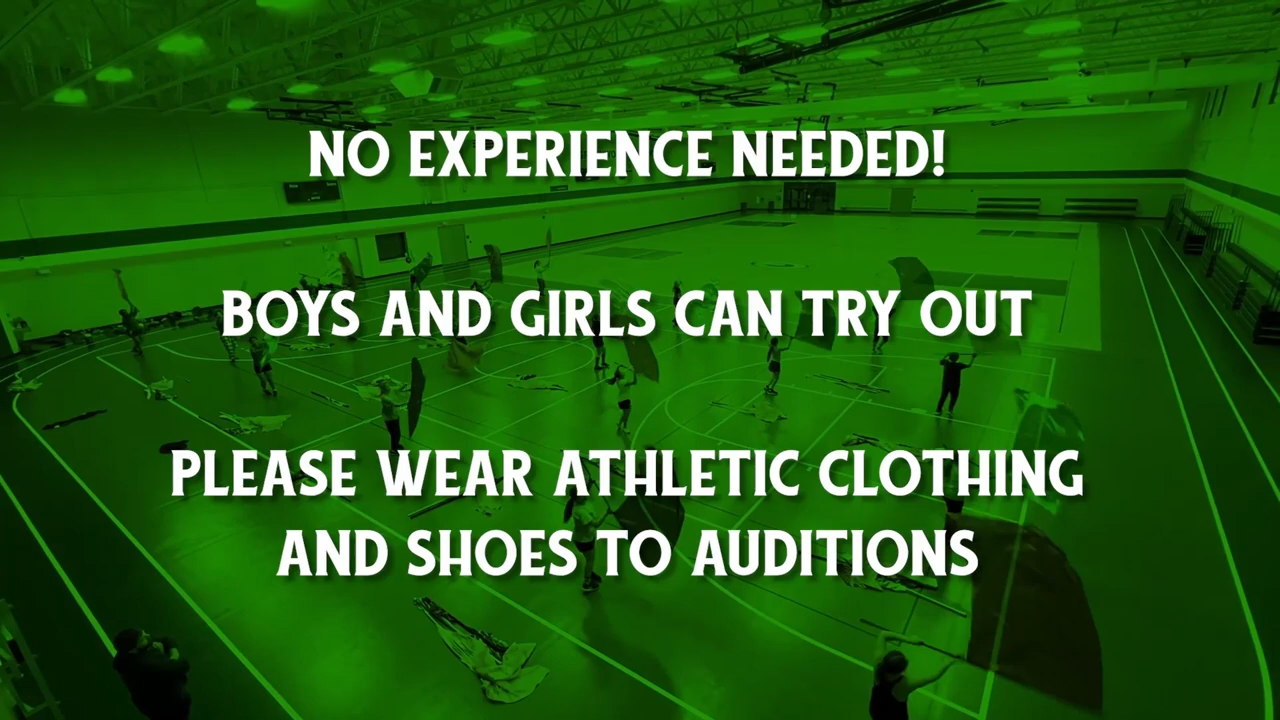 NO EXPERIENCE NEEDED!
BOYS AND GIRLS CAN TRY OUT
PLEASE WEAR ATHLETIC CLOTHING
AND SHOES TO AUDITIONS